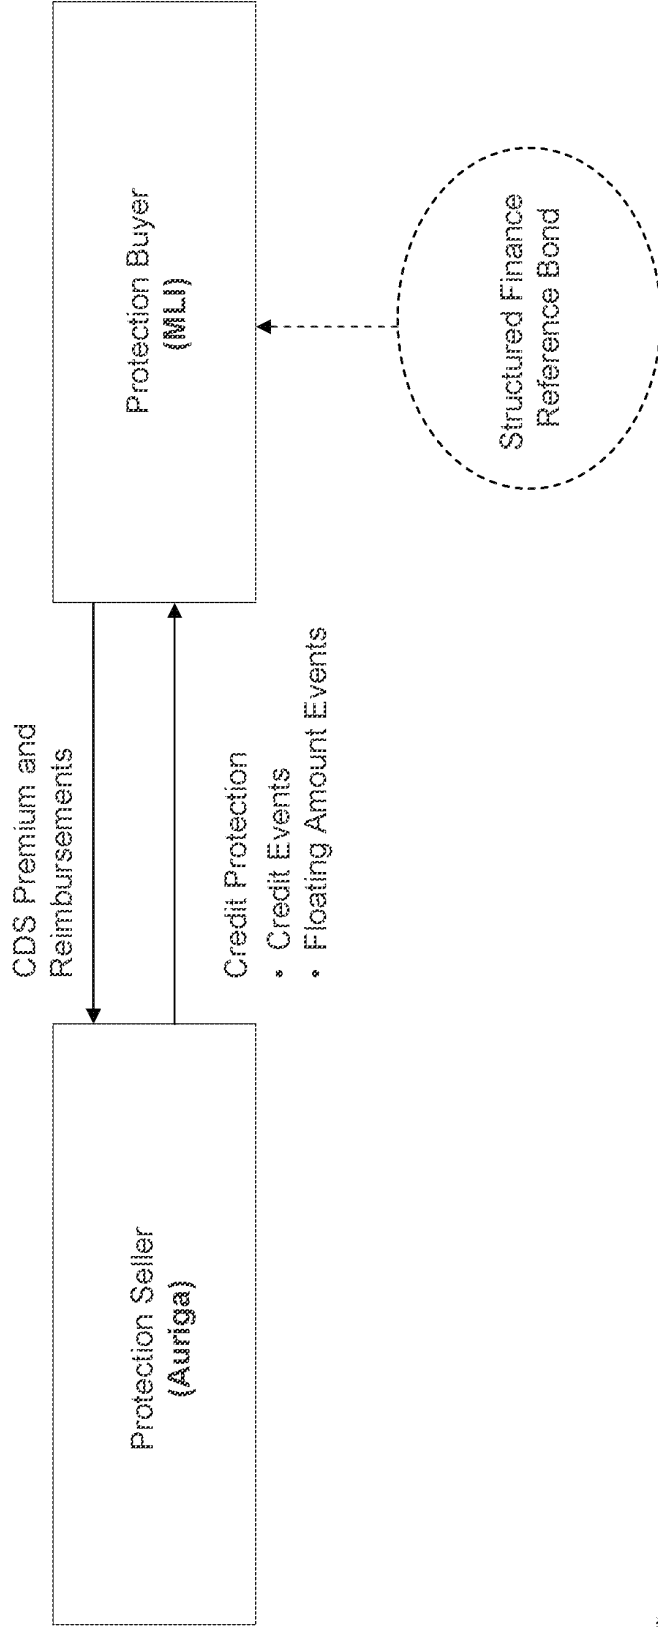 CDS Premium and
Reimbursements
Protection Seller
(Auriga)
Protection Buyer
(MLI)
Credit Protection
• Credit Events
• Floating Amount Events
Structured Finance
Reference Bond